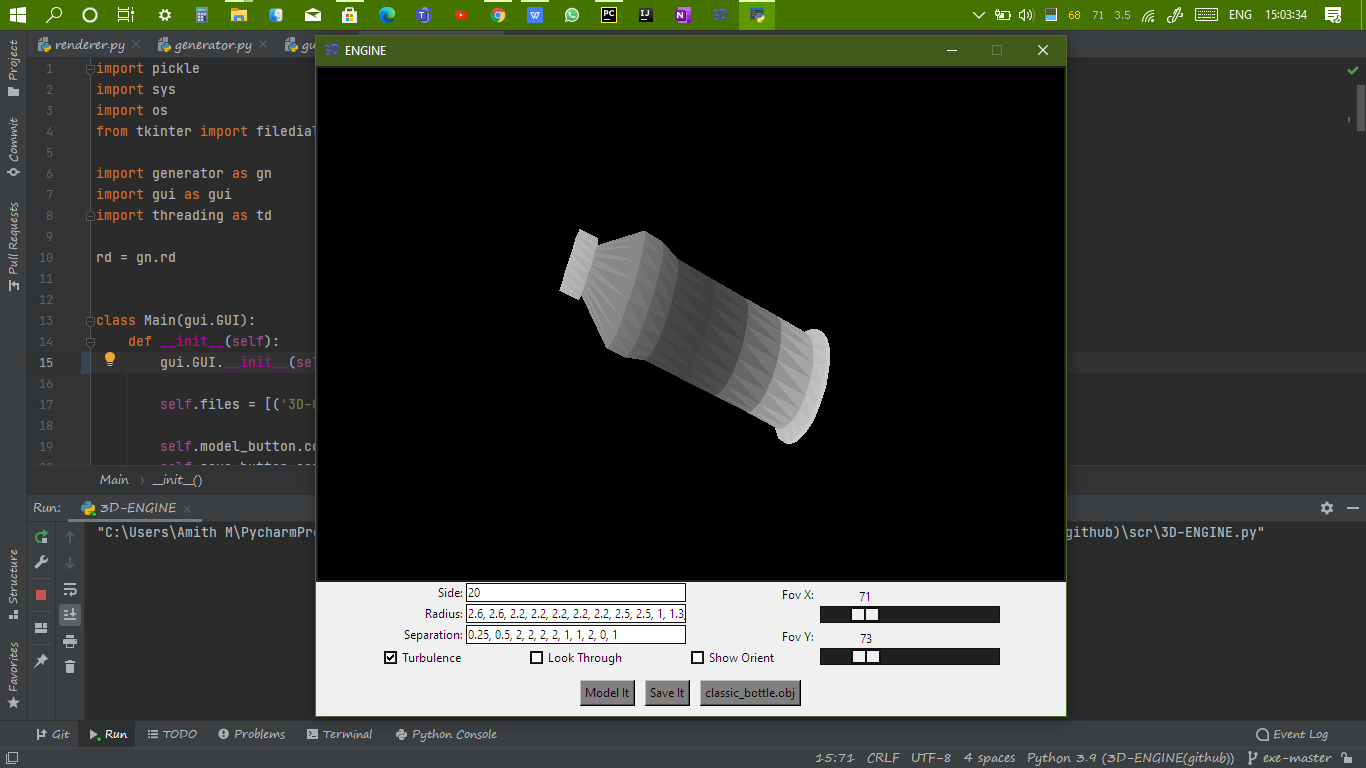 68 71 3.5 ENG 15:03:34
Project
Commit
Pull Requests
Structure
Favorites
renderer.py
generator.py
gu
3D ENGINE
1 import pickle
2 import sys
3 import os
4 from tkinter import filedial
5
6 import generator as gn
7 import gui as gui
8 import threading as td
9
10 rd = gn.rd
11
12
13 class Main(gui.GUI):
14 def __init__(self):
15 gui.GUI.__init__(sel
16
17 self.files = [('3D-
18
19 self.model_button.co
Main › __init__()
Run: 3D-ENGINE
"C:\Users\Amith M\PycharmPro
github)\scr\3D-ENGINE.py"
Side: 20
Radius: 2.6, 2.6, 2.2, 2.2, 2.2, 2.2, 2.2, 2.5, 2.5, 1, 1.3
Separation: 0.25, 0.5, 2, 2, 2, 2, 1, 1, 2, 0, 1
Turbulence Look Through Show Orient
Fov X: 71
Fov Y: 73
Model It Save It classic_bottle.obj
Git Run TODO Problems Terminal Python Console Event Log
15:71 CRLF UTF-8 4 spaces Python 3.9 (3D-ENGINE(github)) exe-master